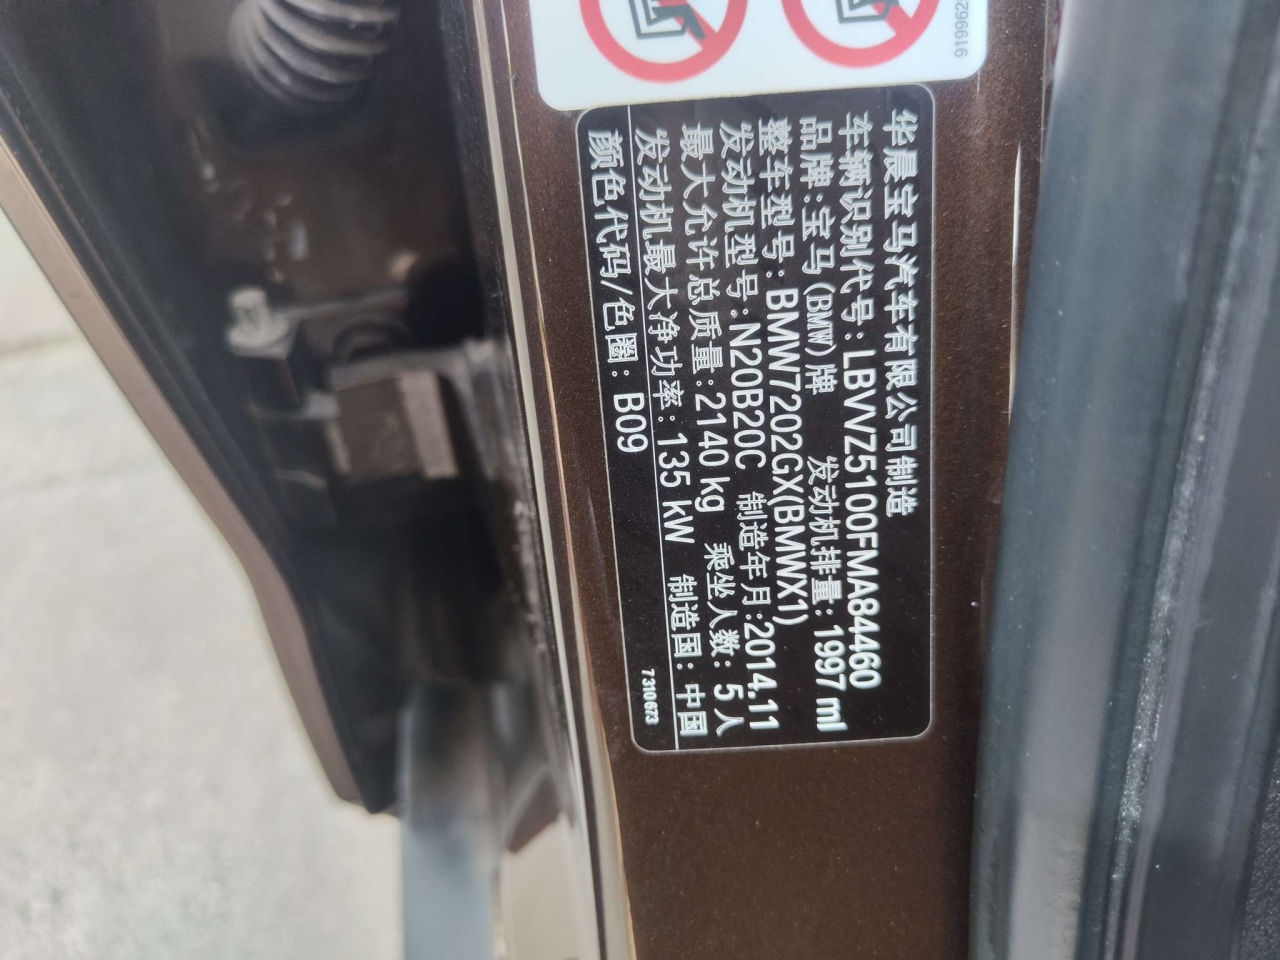 9199629
华晨宝马汽车有限公司制造
车辆识别代号:LBVVZ5100FMA84460
品牌:宝马(BMW)牌 发动机排量:1997 ml
整车型号:BMW7202GX(BMWX1)
发动机型号:N20B20C 制造年月:2014.11
最大允许总质量:2140 kg 乘坐人数: 5 人
发动机最大净功率:135 kW 制造国: 中国
颜色代码/色圈: B09 7310673